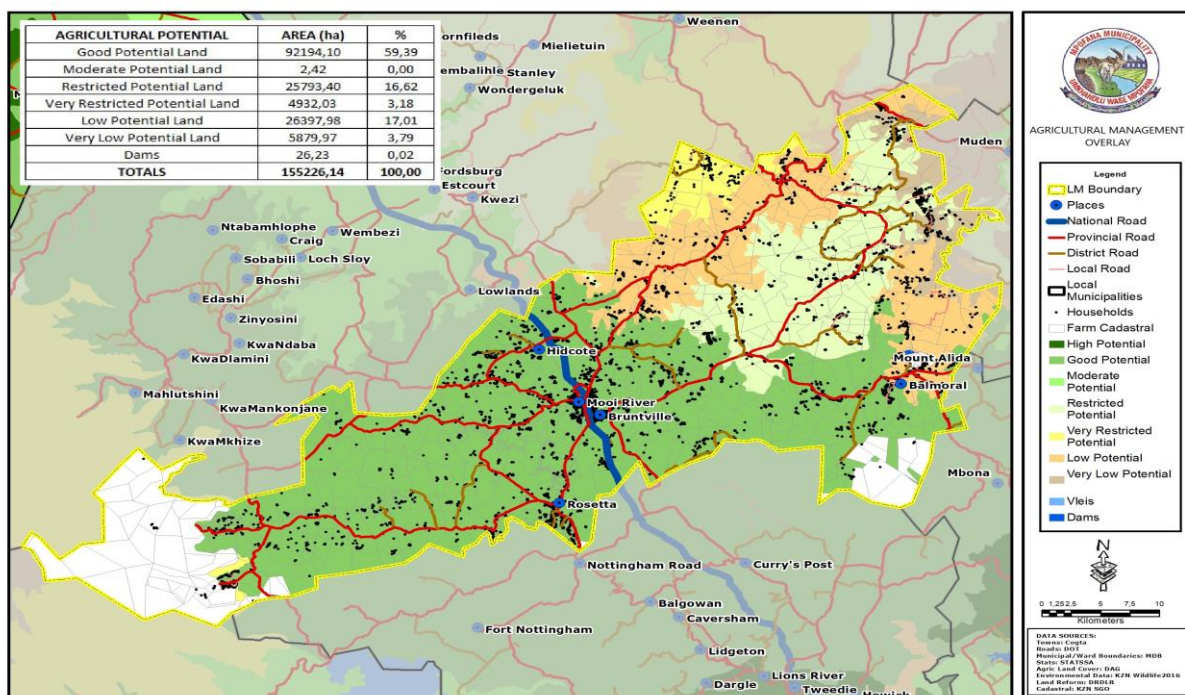 AGRICULTURAL POTENTIAL AREA (ha) %
Good Potential Land 92194,10 59,39
Moderate Potential Land 2,42 0,00
Restricted Potential Land 25793,40 16,62
Very Restricted Potential Land 4932,03 3,18
Low Potential Land 26397,98 17,01
Very Low Potential Land 5879,97 3,79
Dams 26,23 0,02
TOTALS 155226,14 100,00
Weenen
Mielietuin
Stanley
Wondergeluk
Muden
Estcourt
Kwezi
Ntabamhlophe
Craig
Wembezi
Sobabili
Loch Sloy
Bhoshi
Edashi
Lowlands
Zinyosini
KwaNdaba
KwaDlamini
Hidcote
Mount Alida
Balmoral
Mahlutshini
KwaMankonjane
Mooi River
Bruntville
KwaMkhize
Mbona
Rosetta
Nottingham Road
Curry's Post
Balgowan
Caversham
Fort Nottingham
Lidgeton
Lions River
Dargle
Tweedie
MPOFANA MUNICIPALITY
UMKHANDLU WASE MPOFANA
AGRICULTURAL MANAGEMENT
OVERLAY
Legend
LM Boundary
Places
National Road
Provincial Road
District Road
Local Road
Local
Municipalities
Households
Farm Cadastral
High Potential
Good Potential
Moderate
Potential
Restricted
Potential
Very Restricted
Potential
Low Potential
Very Low Potential
Vleis
Dams
N
0 1,252,5 5 7,5 10
Kilometers
DATA SOURCES:
Towns: Cogta
Roads: DOT
Municipal/Ward Boundaries: MDB
Stats: STATSSA
Agric Land Cover: DAG
Environmental Data: KZN Wildlife2016
Land Reform: DRDLR
Cadastral: KZN SGO